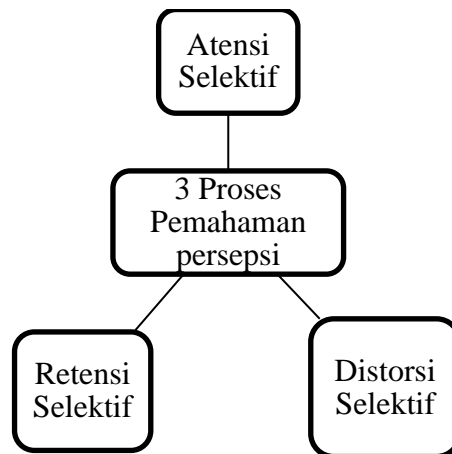 Atensi
Selektif
3 Proses
Pemahaman
persepsi
Retensi
Selektif
Distorsi
Selektif